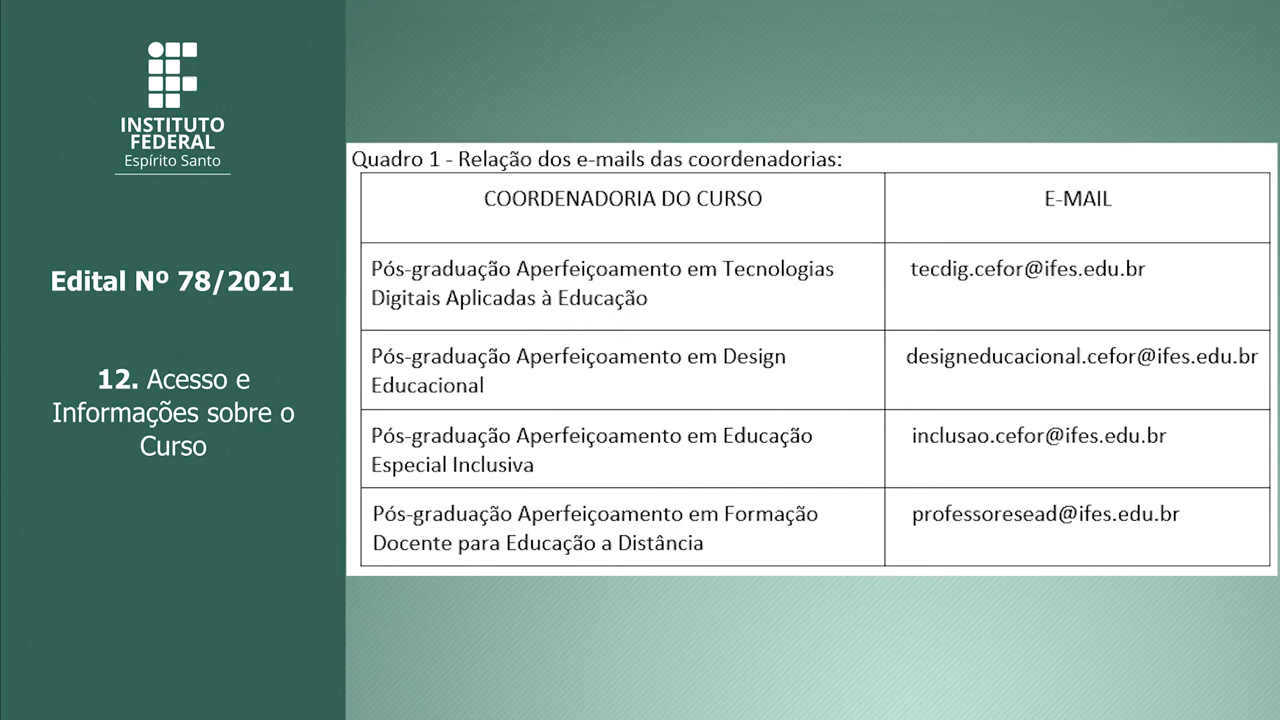 INSTITUTO
FEDERAL
Espírito Santo
Edital Nº 78/2021
12. Acesso e
Informações sobre o
Curso
Quadro 1 - Relação dos e-mails das coordenadorias:
COORDENADORIA DO CURSO
E-MAIL
Pós-graduação Aperfeiçoamento em Tecnologias
Digitais Aplicadas à Educação
tecdig.cefor@ifes.edu.br
Pós-graduação Aperfeiçoamento em Design
Educacional
designeducacional.cefor@ifes.edu.br
Pós-graduação Aperfeiçoamento em Educação
Especial Inclusiva
inclusao.cefor@ifes.edu.br
Pós-graduação Aperfeiçoamento em Formação
Docente para Educação a Distância
professoresead@ifes.edu.br